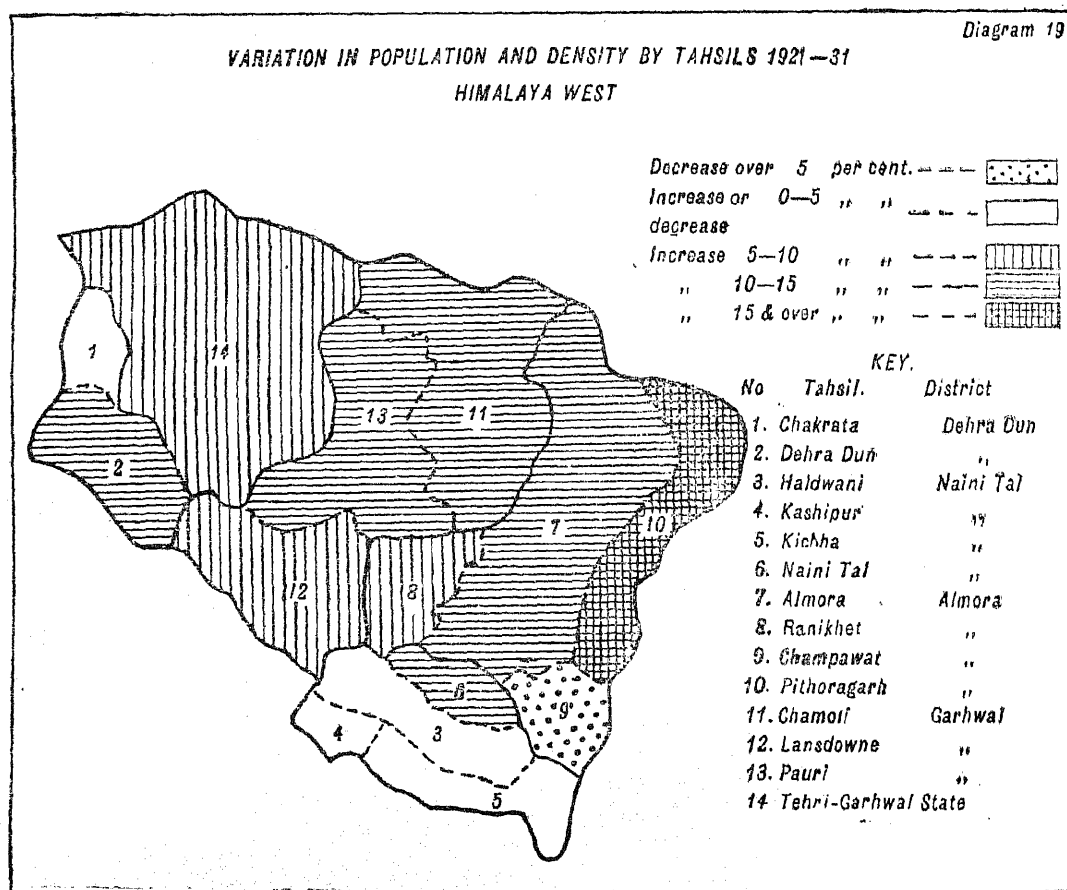 Diagram 19
VARIATION IN POPULATION AND DENSITY BY TAHSILS 1921—31
HIMALAYA WEST
Decrease over 5 per cent.
Increase or 0—5 „ „
decrease
Increase 5—10 „ „
„ 10—15 „ „
„ 15 & over „ „
KEY.
No Tahsil. District
1. Chakrata Dehra Dun
2. Dehra Dun „
3. Haldwani Naini Tal
4. Kashipur „
5. Kichha „
6. Naini Tal „
7. Almora Almora
8. Ranikhet „
9. Champawat „
10. Pithoragarh „
11. Chamoli Garhwal
12. Lansdowne „
13. Pauri „
14 Tehri-Garhwal State
1
14
2
13
11
7
10
12
8
6
9
3
4
5